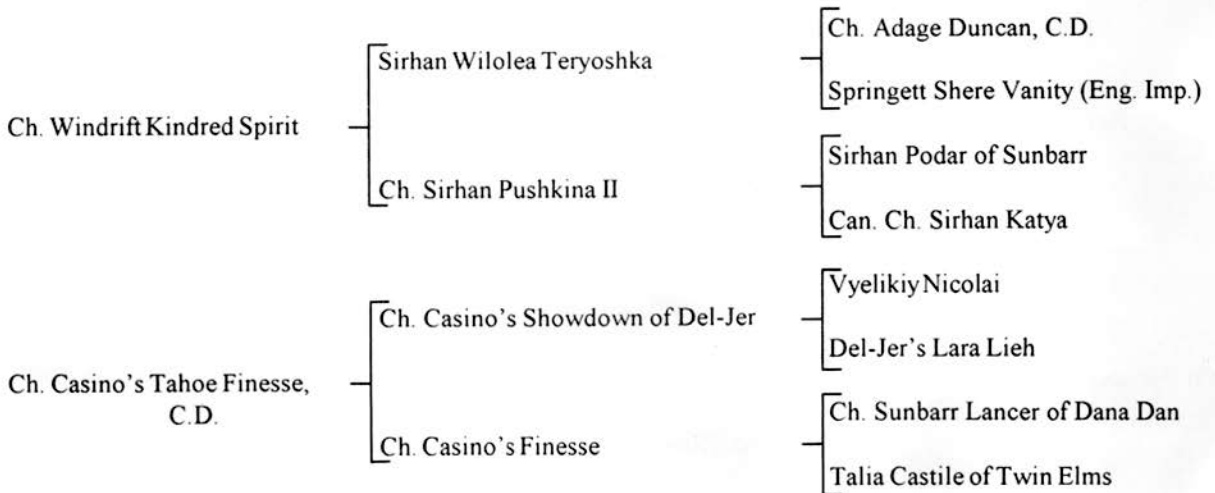 Ch. Adage Duncan, C.D.
Sirhan Wilolea Teryoshka
Springett Shere Vanity (Eng. Imp.)
Ch. Windrift Kindred Spirit
Sirhan Podar of Sunbarr
Ch. Sirhan Pushkina II
Can. Ch. Sirhan Katya
Vyelikiy Nicolai
Ch. Casino's Showdown of Del-Jer
Del-Jer's Lara Lieh
Ch. Casino's Tahoe Finesse,
C.D.
Ch. Sunbarr Lancer of Dana Dan
Ch. Casino's Finesse
Talia Castile of Twin Elms